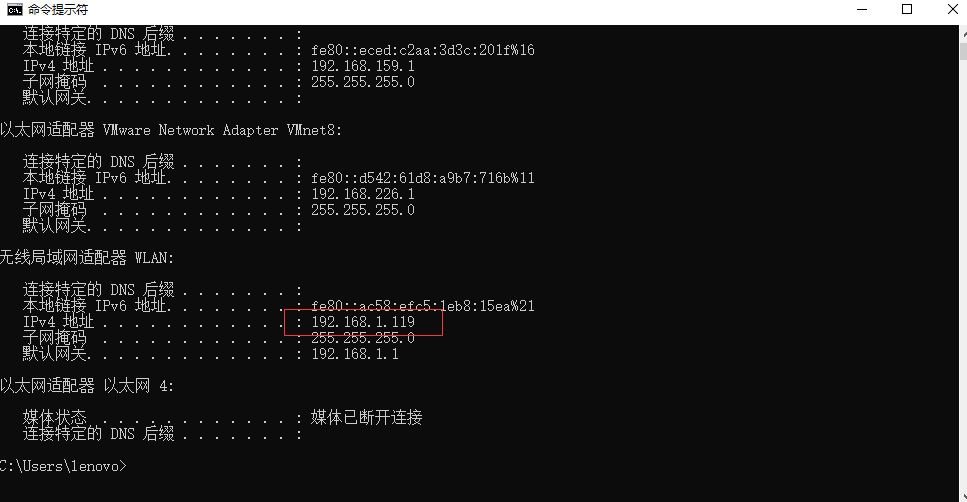 命令提示符
连接特定的 DNS 后缀 . . . . . . . :
本地链接 IPv6 地址. . . . . . . . : fe80::eced:c2aa:3d3c:201f%16
IPv4 地址 . . . . . . . . . . . . : 192.168.159.1
子网掩码  . . . . . . . . . . . . : 255.255.255.0
默认网关. . . . . . . . . . . . . :
以太网适配器 VMware Network Adapter VMnet8:
连接特定的 DNS 后缀 . . . . . . . :
本地链接 IPv6 地址. . . . . . . . : fe80::d542:61d8:a9b7:716b%11
IPv4 地址 . . . . . . . . . . . . : 192.168.226.1
子网掩码  . . . . . . . . . . . . : 255.255.255.0
默认网关. . . . . . . . . . . . . :
无线局域网适配器 WLAN:
连接特定的 DNS 后缀 . . . . . . . :
本地链接 IPv6 地址. . . . . . . . : fe80::ac58:efc5:1eb8:15ea%21
IPv4 地址 . . . . . . . . . . . . : 192.168.1.119
子网掩码  . . . . . . . . . . . . : 255.255.255.0
默认网关. . . . . . . . . . . . . : 192.168.1.1
以太网适配器 以太网 4:
媒体状态  . . . . . . . . . . . . : 媒体已断开连接
连接特定的 DNS 后缀 . . . . . . . :
C:\Users\lenovo>